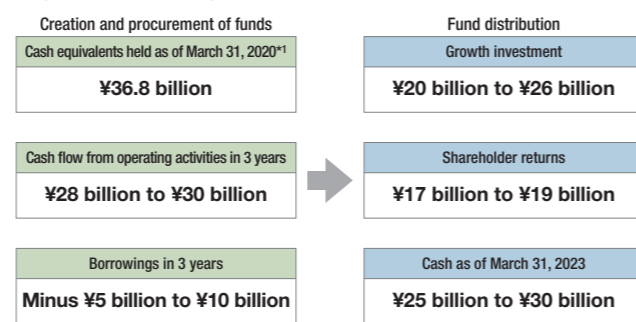 Creation and procurement of funds
Cash equivalents held as of March 31, 2020*1
¥36.8 billion
Cash flow from operating activities in 3 years
¥28 billion to ¥30 billion
Borrowings in 3 years
Minus ¥5 billion to ¥10 billion
Fund distribution
Growth investment
¥20 billion to ¥26 billion
Shareholder returns
¥17 billion to ¥19 billion
Cash as of March 31, 2023
¥25 billion to ¥30 billion